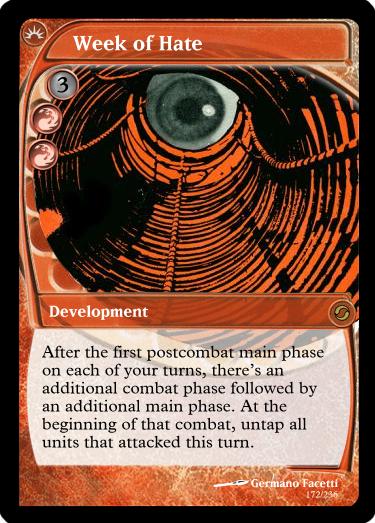 Week of Hate
3
Development
After the first postcombat main phase
on each of your turns, there's an
additional combat phase followed by
an additional main phase. At the
beginning of that combat, untap all
units that attacked this turn.
Germano Facetti
172/236